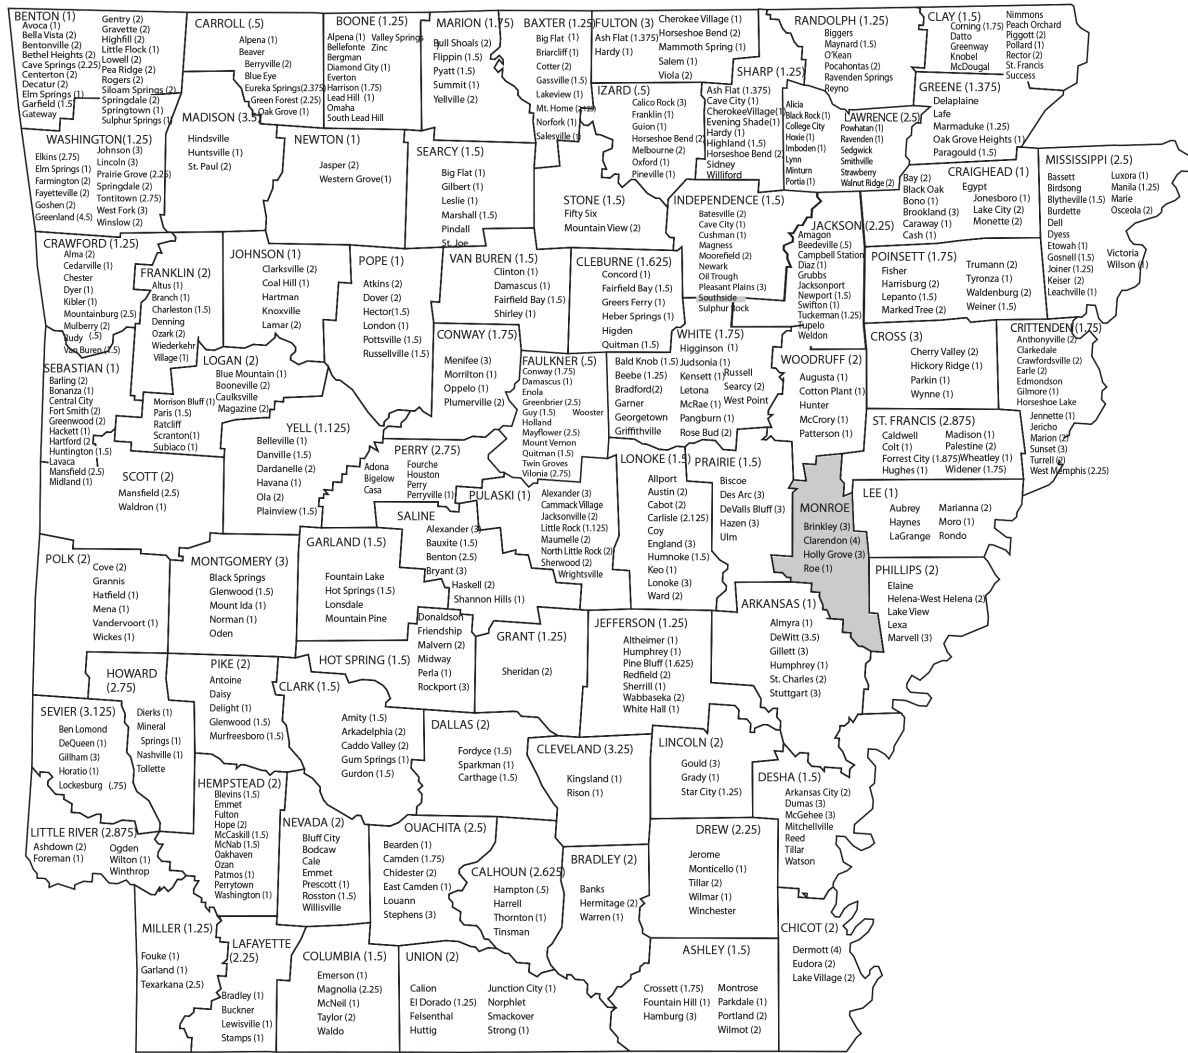 BENTON (1)
Avoca (1)
Bella Vista (2)
Bentonville (2)
Bethel Heights (2)
Cave Springs (2.25)
Centerton (2)
Decatur (2)
Elm Springs (1)
Garfield (1.5)
Gateway
Gentry (2)
Gravette (2)
Highfill (2)
Little Flock (1)
Lowell (2)
Pea Ridge (2)
Rogers (2)
Siloam Springs (2)
Springdale (2)
Springtown (1)
Sulphur Springs (1)
CARROLL (.5)
Alpena (1)
Beaver
Berryville (2)
Blue Eye
Eureka Springs(2.375)
Green Forest (2.25)
Oak Grove (1)
BOONE (1.25)
Alpena (1)
Bellefonte
Bergman
Diamond City (1)
Everton
Harrison (1.75)
Lead Hill (1)
Omaha
South Lead Hill
Valley Springs
Zinc
MARION (1.75)
Bull Shoals (2)
Flippin (1.5)
Pyatt (1.5)
Summit (1)
Yellville (2)
BAXTER (1.25)
Big Flat (1)
Briarcliff (1)
Cotter (2)
Gassville (1.5)
Lakeview (1)
Mt. Home (2.125)
Norfork (1)
Salesville (1)
FULTON (3)
Ash Flat (1.375)
Hardy (1)
Cherokee Village (1)
Horseshoe Bend (2)
Mammoth Spring (1)
Salem (1)
Viola (2)
SHARP (1.25)
Ash Flat (1.375)
Cave City (1)
CherokeeVillage(1)
Evening Shade(1)
Hardy (1)
Highland (1.5)
Horseshoe Bend (2)
Sidney
Williford
RANDOLPH (1.25)
Biggers
Maynard (1.5)
O'Kean
Pocahontas (2)
Ravenden Springs
Reyno
CLAY (1.5)
Corning (1.75)
Datto
Greenway
Knobel
McDougal
Nimmons
Peach Orchard
Piggott (2)
Pollard (1)
Rector (2)
St. Francis
Success
GREENE (1.375)
Delaplaine
Lafe
Marmaduke (1.25)
Oak Grove Heights (1)
Paragould (1.5)
IZARD (.5)
Calico Rock (3)
Franklin (1)
Guion (1)
Horseshoe Bend (2)
Melbourne (2)
Oxford (1)
Pineville (1)
LAWRENCE (2.5)
Alicia
Black Rock (1)
College City
Hoxie (1)
Imboden (1)
Lynn
Minturn
Portia (1)
Powhatan (1)
Ravenden (1)
Sedgwick
Smithville
Strawberry
Walnut Ridge (2)
WASHINGTON(1.25)
Elkins (2.75)
Elm Springs (1)
Farmington (2)
Fayetteville (2)
Goshen (2)
Greenland (4.5)
Johnson (3)
Lincoln (3)
Prairie Grove (2.25)
Springdale (2)
Tontitown (2.75)
West Fork (3)
Winslow (2)
MADISON (3.5)
Hindsville
Huntsville (1)
St. Paul (2)
NEWTON (1)
Jasper (2)
Western Grove(1)
SEARCY (1.5)
Big Flat (1)
Gilbert (1)
Leslie (1)
Marshall (1.5)
Pindall
St. Joe
STONE (1.5)
Fifty Six
Mountain View (2)
INDEPENDENCE (1.5)
Batesville (2)
Cave City (1)
Cushman (1)
Magness
Moorefield (2)
Newark
Oil Trough
Pleasant Plains (3)
Southside
Sulphur Rock
JACKSON (2.25)
Amagon
Beedeville (.5)
Campbell Station
Diaz (1)
Grubbs
Jacksonport
Newport (1.5)
Swifton (1)
Tuckerman (1.25)
Tupelo
Weldon
CRAIGHEAD (1)
Bay (2)
Black Oak
Bono (1)
Brookland (3)
Caraway (1)
Cash (1)
Egypt
Jonesboro (1)
Lake City (2)
Monette (2)
MISSISSIPPI (2.5)
Bassett
Birdsong
Blytheville (1.5)
Burdette
Dell
Dyess
Etowah (1)
Gosnell (1.5)
Joiner (1.25)
Keiser (2)
Leachville (1)
Luxora (1)
Manila (1.25)
Marie
Osceola (2)
Victoria
Wilson (1)
CRAWFORD (1.25)
Alma (2)
Cedarville (1)
Chester
Dyer (1)
Kibler (1)
Mountainburg (2.5)
Mulberry (2)
Rudy (.5)
Van Buren (1.5)
FRANKLIN (2)
Altus (1)
Branch (1)
Charleston (1.5)
Denning
Ozark (2)
Wiederkehr
Village (1)
JOHNSON (1)
Clarksville (2)
Coal Hill (1)
Hartman
Knoxville
Lamar (2)
POPE (1)
Atkins (2)
Dover (2)
Hector(1.5)
London (1)
Pottsville (1.5)
Russellville (1.5)
VAN BUREN (1.5)
Clinton (1)
Damascus (1)
Fairfield Bay (1.5)
Shirley (1)
CLEBURNE (1.625)
Concord (1)
Fairfield Bay (1.5)
Greers Ferry (1)
Heber Springs (1)
Higden
Quitman (1.5)
POINSETT (1.75)
Fisher
Harrisburg (2)
Lepanto (1.5)
Marked Tree (2)
Trumann (2)
Tyronza (1)
Waldenburg (2)
Weiner (1.5)
CONWAY (1.75)
Menifee (3)
Morrilton (1)
Oppelo (1)
Plumerville (2)
FAULKNER (.5)
Conway (1.75)
Damascus (1)
Enola
Greenbrier (2.5)
Guy (1.5)
Holland
Mayflower (2.5)
Mount Vernon
Quitman (1.5)
Twin Groves
Vilonia (2.75)
Wooster
WHITE (1.75)
Bald Knob (1.5)
Beebe (1.25)
Bradford(2)
Garner
Georgetown
Griffithville
Higginson (1)
Judsonia (1)
Kensett (1)
Letona
McRae (1)
Pangburn (1)
Rose Bud (2)
Russell
Searcy (2)
West Point
WOODRUFF (2)
Augusta (1)
Cotton Plant (1)
Hunter
McCrory (1)
Patterson (1)
CROSS (3)
Cherry Valley (2)
Hickory Ridge (1)
Parkin (1)
Wynne (1)
CRITTENDEN(1.75)
Anthonyville (2)
Clarkedale
Crawfordsville (2)
Earle (2)
Edmondson
Gilmore (1)
Horseshoe Lake
Jennette (1)
Jericho
Marion (2)
Sunset (3)
Turrell (2)
West Memphis (2.25)
SEBASTIAN (1)
Barling (2)
Bonanza (1)
Central City
Fort Smith (2)
Greenwood (2)
Hackett (1)
Hartford (2)
Huntington (1.5)
Lavaca
Mansfield (2.5)
Midland (1)
LOGAN (2)
Blue Mountain (1)
Booneville (2)
Caulksville
Magazine (2)
Morrison Bluff (1)
Paris (1.5)
Ratcliff
Scranton(1)
Subiaco (1)
YELL (1.125)
Belleville (1)
Danville (1.5)
Dardanelle (2)
Havana (1)
Ola (2)
Plainview (1.5)
PERRY (2.75)
Adona
Bigelow
Casa
Fourche
Houston
Perry
Perryville (1)
ST. FRANCIS (2.875)
Caldwell
Colt (1)
Forrest City (1.875)
Hughes (1)
Madison (1)
Palestine (2)
Wheatley (1)
Widener (1.75)
SCOTT (2)
Mansfield (2.5)
Waldron (1)
PULASKI (1)
Alexander (3)
Cammack Village
Jacksonville (2)
Little Rock (1.125)
Maumelle (2)
North Little Rock (2)
Sherwood (2)
Wrightsville
LONOKE (1.5)
Allport
Austin (2)
Cabot (2)
Carlisle (2.125)
Coy
England (3)
Humnoke (1.5)
Keo (1)
Lonoke (3)
Ward (2)
PRAIRIE (1.5)
Biscoe
Des Arc (3)
DeValls Bluff (3)
Hazen (3)
Ulm
MONROE
Brinkley (3)
Clarendon (4)
Holly Grove (3)
Roe (1)
LEE (1)
Aubrey
Haynes
LaGrange
Marianna (2)
Moro (1)
Rondo
SALINE
Alexander (3)
Bauxite (1.5)
Benton (2.5)
Bryant (3)
Haskell (2)
Shannon Hills (1)
GARLAND (1.5)
Fountain Lake
Hot Springs (1.5)
Lonsdale
Mountain Pine
POLK (2)
Cove (2)
Grannis
Hatfield (1)
Mena (1)
Vandervoort (1)
Wickes (1)
MONTGOMERY (3)
Black Springs
Glenwood (1.5)
Mount Ida (1)
Norman (1)
Oden
PHILLIPS (2)
Elaine
Helena-West Helena (2)
Lake View
Lexa
Marvell (3)
ARKANSAS (1)
Almyra (1)
DeWitt (3.5)
Gillett (3)
Humphrey (1)
St. Charles (2)
Stuttgart (3)
JEFFERSON (1.25)
Altheimer (1)
Humphrey (1)
Pine Bluff (1.625)
Redfield (2)
Sherrill (1)
Wabbaseka (2)
White Hall (1)
GRANT (1.25)
Sheridan (2)
HOT SPRING (1.5)
Donaldson
Friendship
Malvern (2)
Midway
Perla (1)
Rockport (3)
HOWARD
(2.75)
Dierks (1)
Mineral
Springs (1)
Nashville (1)
Tollette
PIKE (2)
Antoine
Daisy
Delight (1)
Glenwood (1.5)
Murfreesboro (1.5)
CLARK (1.5)
Amity (1.5)
Arkadelphia (2)
Caddo Valley (2)
Gum Springs (1)
Gurdon (1.5)
SEVIER (3.125)
Ben Lomond
DeQueen (1)
Gillham (3)
Horatio (1)
Lockesburg (.75)
DALLAS (2)
Fordyce (1.5)
Sparkman (1)
Carthage (1.5)
CLEVELAND (3.25)
Kingsland (1)
Rison (1)
LINCOLN (2)
Gould (3)
Grady (1)
Star City (1.25)
DESHA (1.5)
Arkansas City (2)
Dumas (3)
McGehee (3)
Mitchellville
Reed
Tillar
Watson
HEMPSTEAD (2)
Blevins (1.5)
Emmet
Fulton
Hope (2)
McCaskill (1.5)
McNab (1.5)
Oakhaven
Ozan
Patmos (1)
Perrytown
Washington (1)
LITTLE RIVER (2.875)
Ashdown (2)
Foreman (1)
Ogden
Wilton (1)
Winthrop
NEVADA (2)
Bluff City
Bodcaw
Cale
Emmet
Prescott (1)
Rosston (1.5)
Willisville
OUACHITA (2.5)
Bearden (1)
Camden (1.75)
Chidester (2)
East Camden (1)
Louann
Stephens (3)
CALHOUN (2.625)
Hampton (.5)
Harrell
Thornton (1)
Tinsman
BRADLEY (2)
Banks
Hermitage (2)
Warren (1)
DREW (2.25)
Jerome
Monticello (1)
Tillar (2)
Wilmar (1)
Winchester
MILLER (1.25)
Fouke (1)
Garland (1)
Texarkana (2.5)
LAFAYETTE
(2.25)
Bradley (1)
Buckner
Lewisville (1)
Stamps (1)
COLUMBIA (1.5)
Emerson (1)
Magnolia (2.25)
McNeil (1)
Taylor (2)
Waldo
UNION (2)
Calion
El Dorado (1.25)
Felsenthal
Huttig
Junction City (1)
Norphlet
Smackover
Strong (1)
ASHLEY (1.5)
Crossett (1.75)
Fountain Hill (1)
Hamburg (3)
Montrose
Parkdale (1)
Portland (2)
Wilmot (2)
CHICOT (2)
Dermott (4)
Eudora (2)
Lake Village (2)